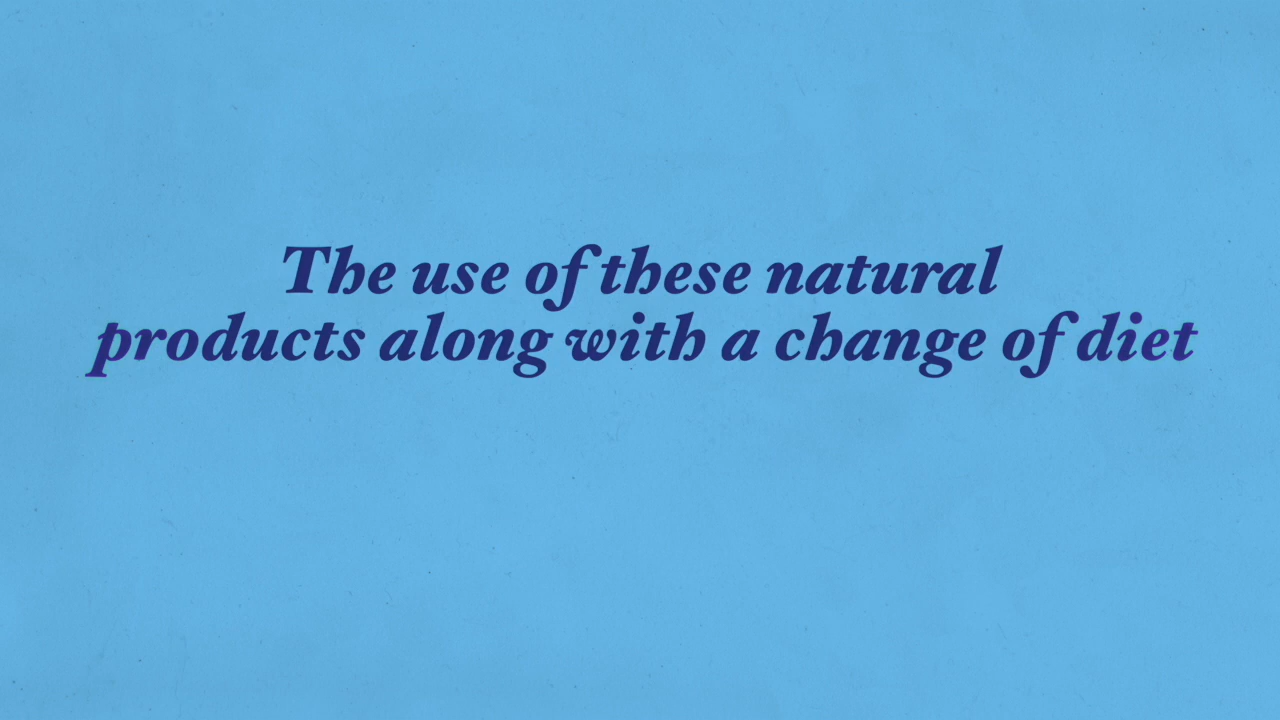 The use of these natural
products along with a change of diet